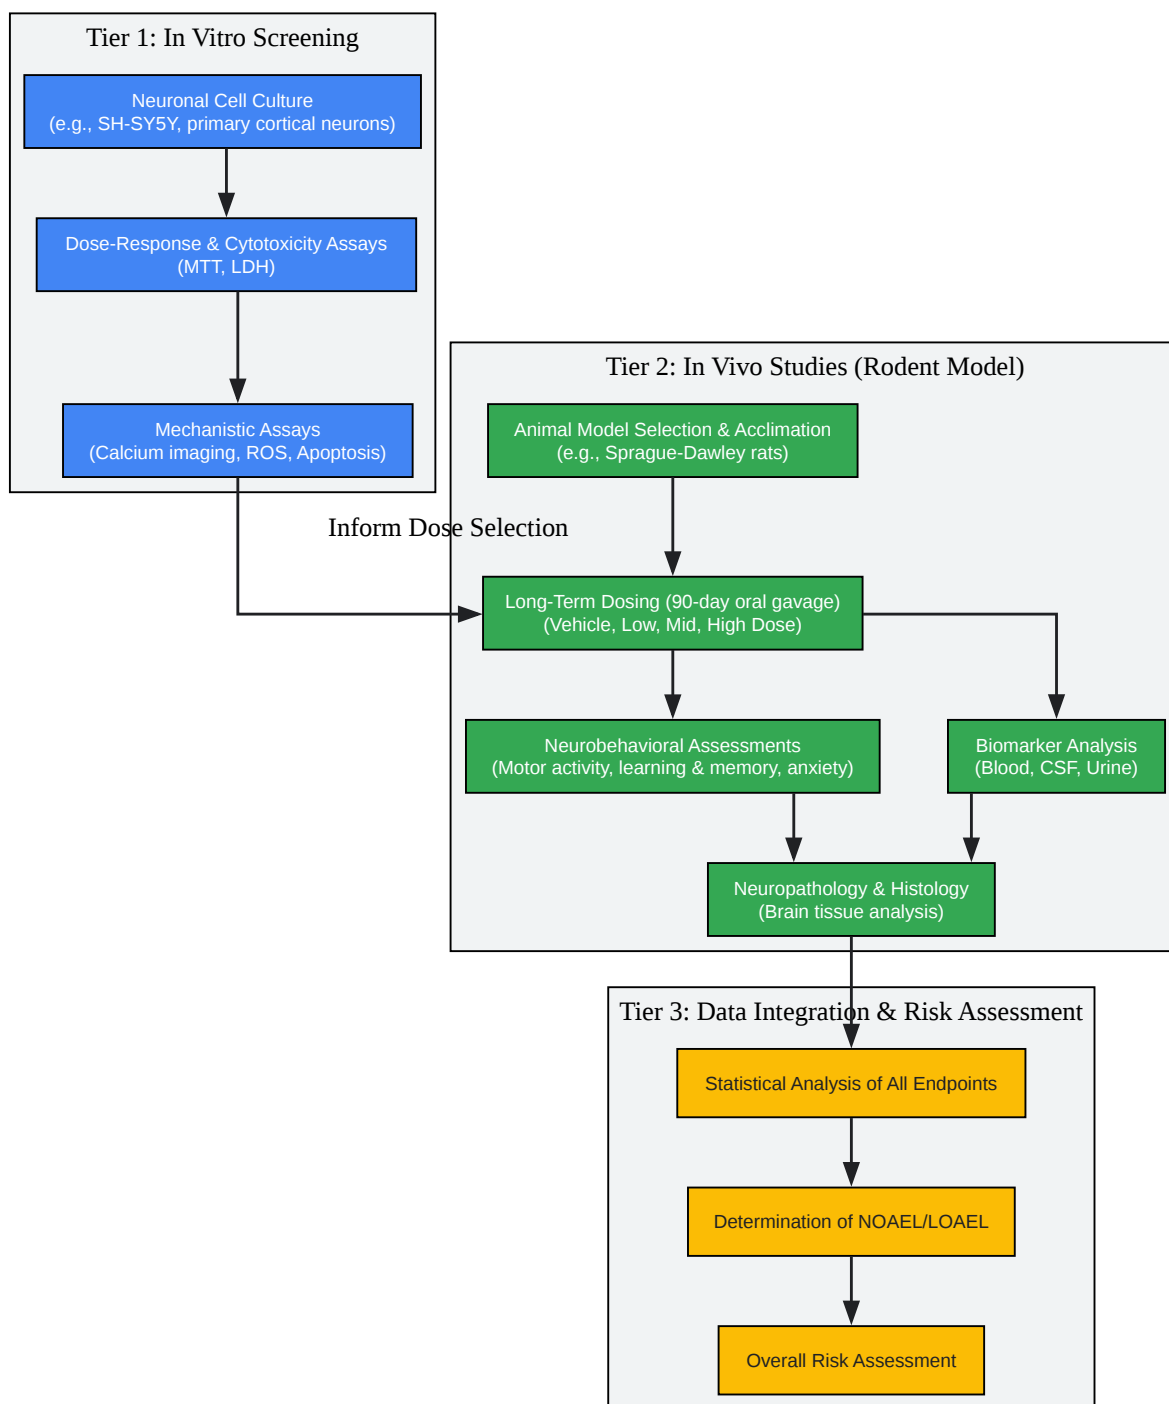 Tier 1: In Vitro Screening
Neuronal Cell Culture
(e.g., SH-SY5Y, primary cortical neurons)
Dose-Response & Cytotoxicity Assays
(MTT, LDH)
Mechanistic Assays
(Calcium imaging, ROS, Apoptosis)
Inform Dose Selection
Tier 2: In Vivo Studies (Rodent Model)
Animal Model Selection & Acclimation
(e.g., Sprague-Dawley rats)
Long-Term Dosing (90-day oral gavage)
(Vehicle, Low, Mid, High Dose)
Neurobehavioral Assessments
(Motor activity, learning & memory, anxiety)
Biomarker Analysis
(Blood, CSF, Urine)
Neuropathology & Histology
(Brain tissue analysis)
Tier 3: Data Integration & Risk Assessment
Statistical Analysis of All Endpoints
Determination of NOAEL/LOAEL
Overall Risk Assessment